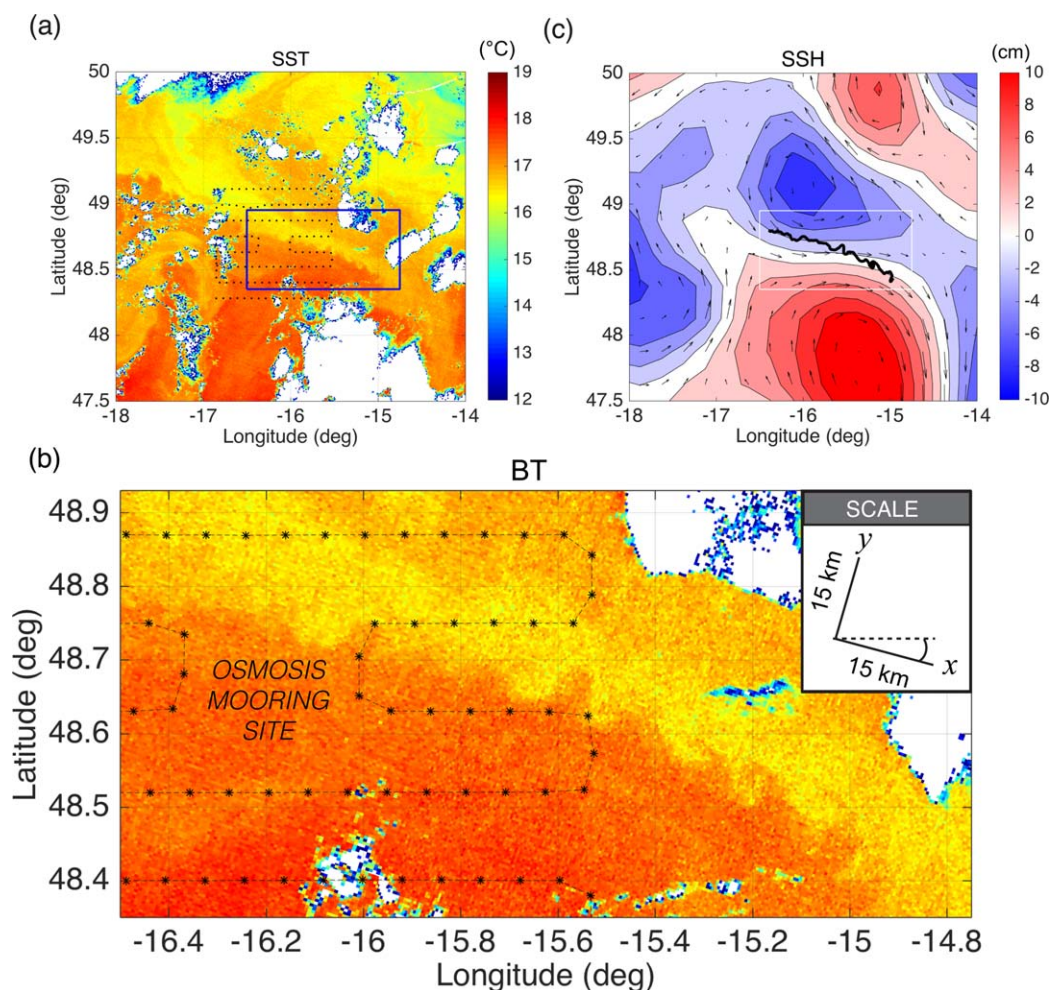 (a)
SST
(°C)
50
49.5
49
48.5
48
47.5
-18
-17
-16
-15
-14
Latitude (deg)
Longitude (deg)
19
18
17
16
15
14
13
12
(c)
SSH
(cm)
50
49.5
49
48.5
48
47.5
-18
-17
-16
-15
-14
Latitude (deg)
Longitude (deg)
10
8
6
4
2
0
-2
-4
-6
-8
-10
(b)
BT
48.9
48.8
48.7
48.6
48.5
48.4
Latitude (deg)
OSMOSIS
MOORING
SITE
SCALE
y
15 km
15 km
x
-16.4
-16.2
-16
-15.8
-15.6
-15.4
-15.2
-15
-14.8
Longitude (deg)